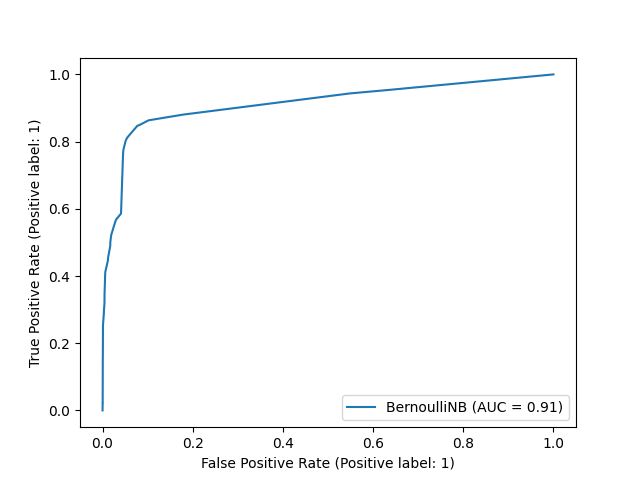 1.0
0.8
0.6
0.4
0.2
0.0
True Positive Rate (Positive label: 1)
BernoulliNB (AUC = 0.91)
0.0 0.2 0.4 0.6 0.8 1.0
False Positive Rate (Positive label: 1)